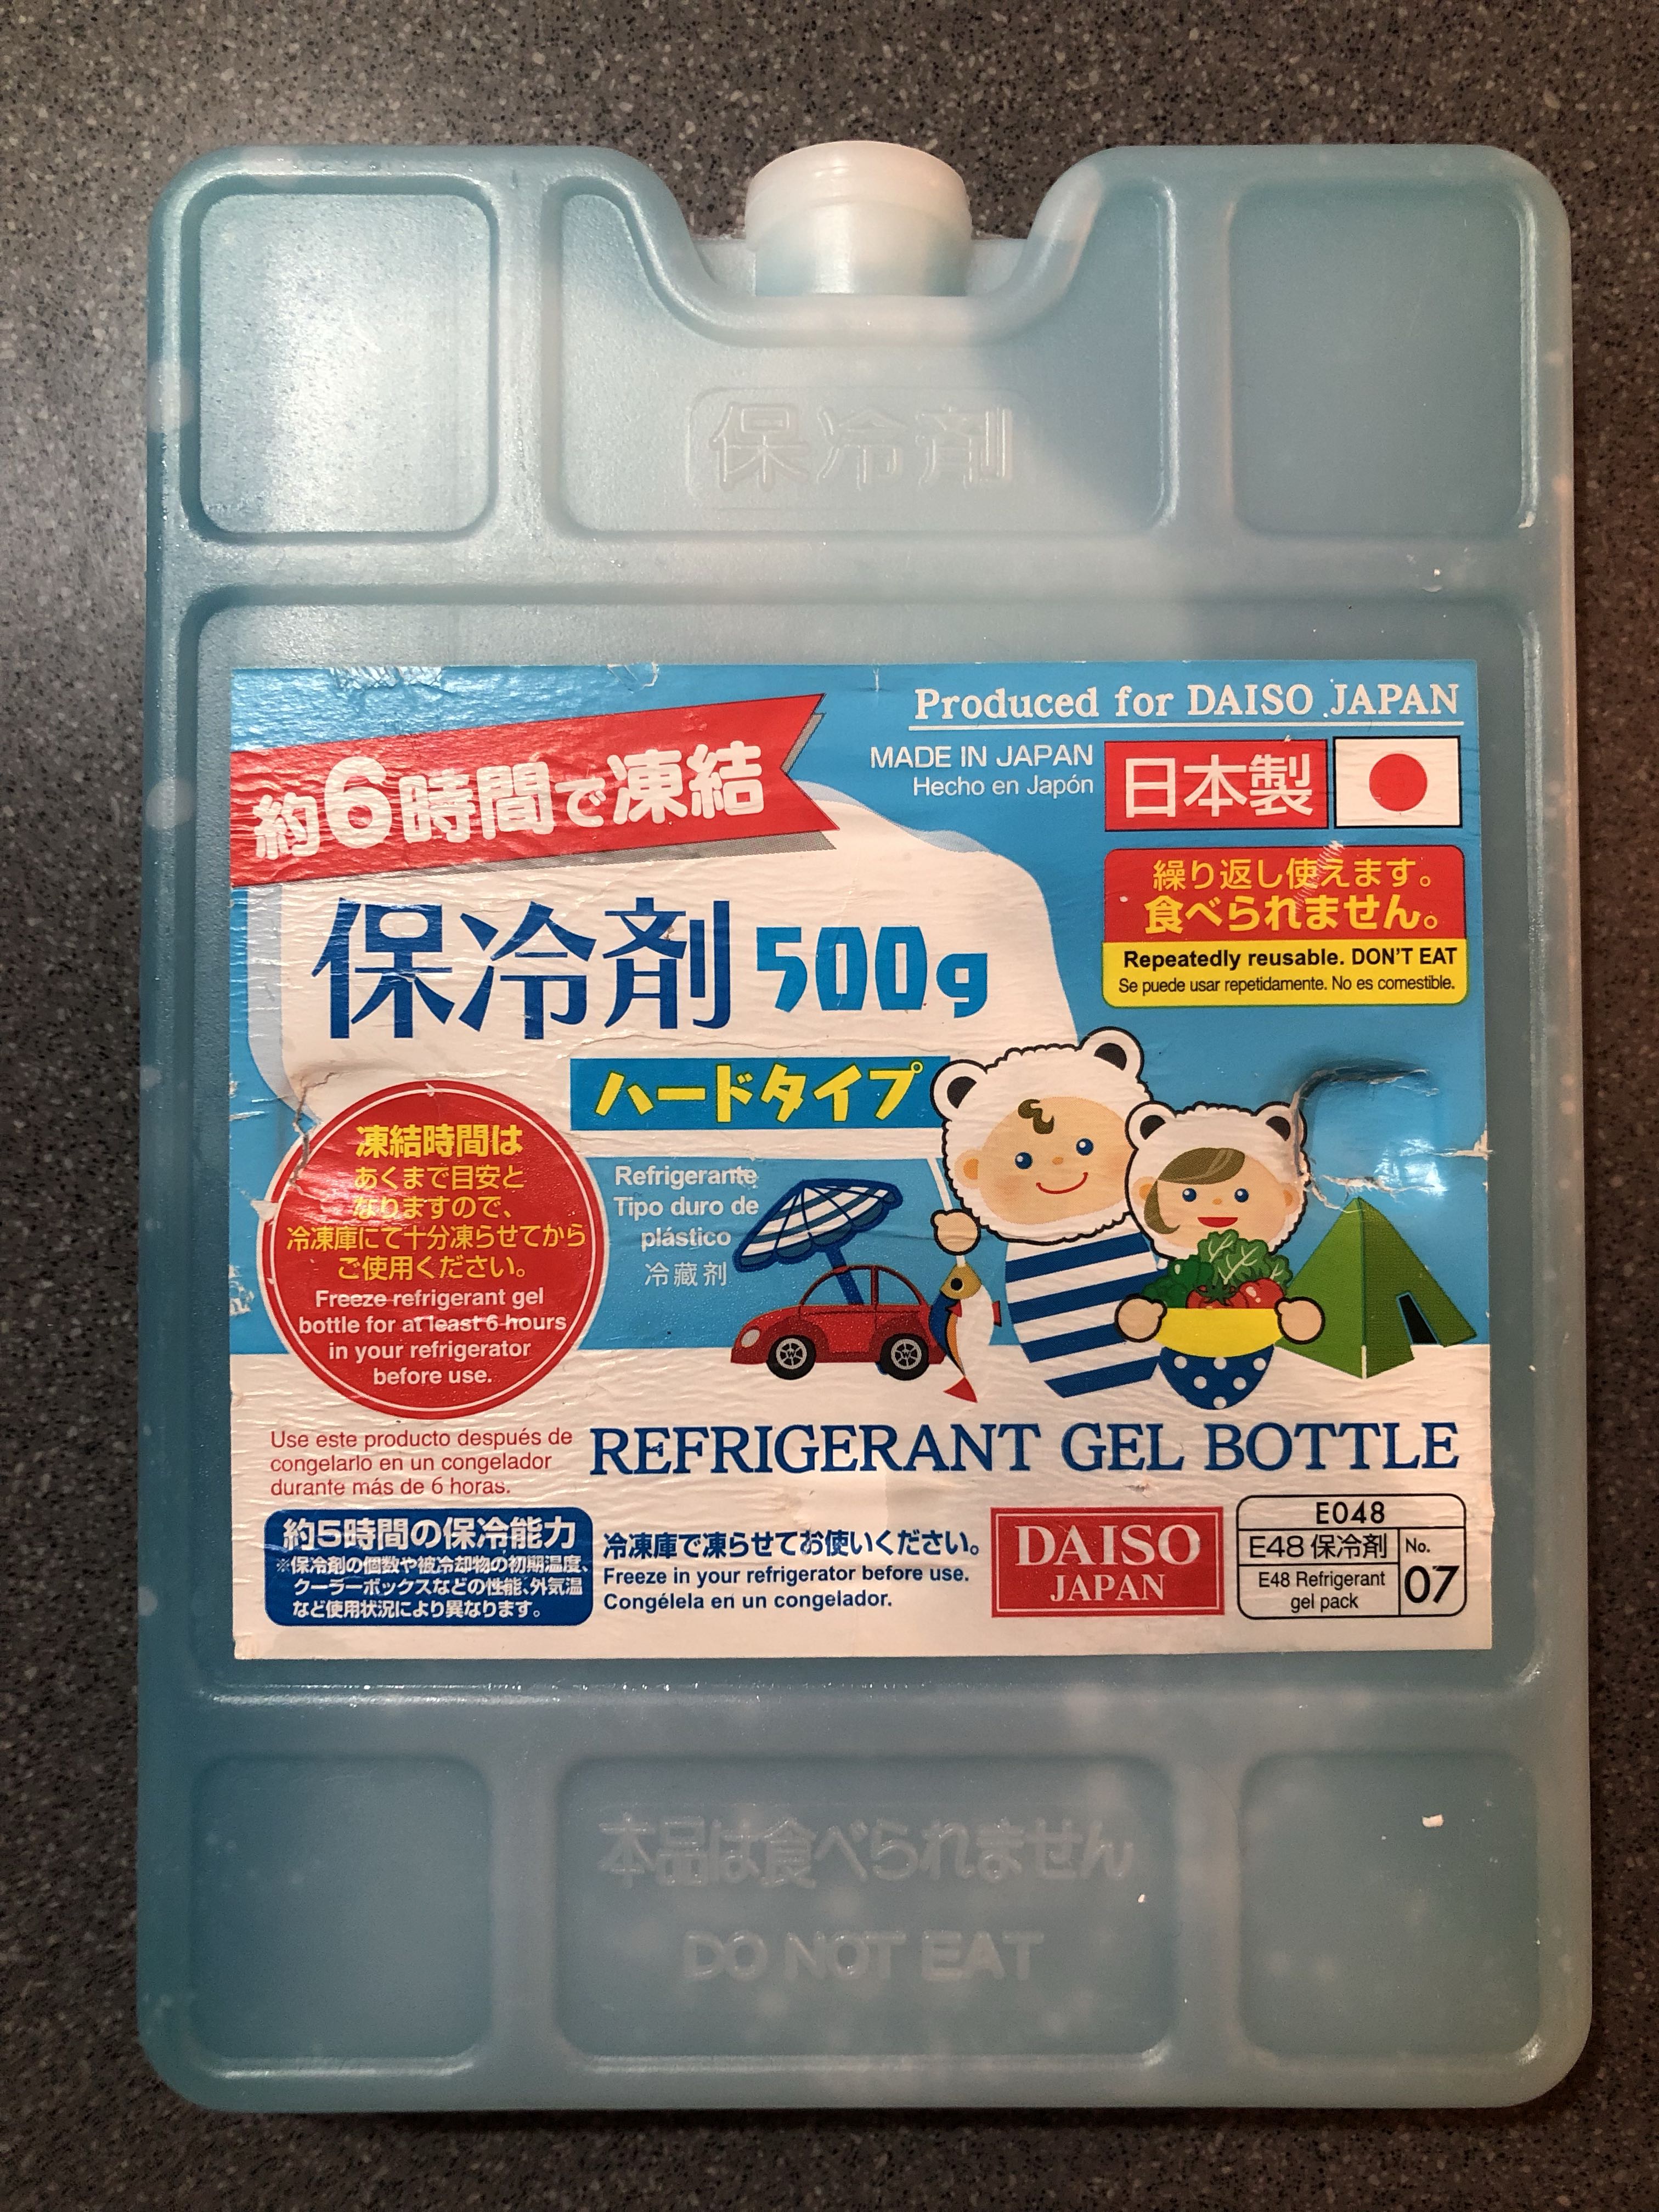 保冷剤
Produced for DAISO JAPAN
約6時間で凍結
MADE IN JAPAN
Hecho en Japón
日本製
繰り返し使えます。
食べられません。
Repeatedly reusable. DON'T EAT
Se puede usar repetidamente. No es comestible.
保冷剤 500g
ハードタイプ
凍結時間は
あくまで目安と
なりますので、
冷凍庫にて十分凍らせてから
ご使用ください。
Freeze refrigerant gel
bottle for at least 6 hours
in your refrigerator
before use.
Refrigerante
Tipo duro de
plástico
冷藏剂
Use este producto después de
congelarlo en un congelador
durante más de 6 horas.
REFRIGERANT GEL BOTTLE
約5時間の保冷能力
※保冷剤の個数や被冷却物の初期温度、
クーラーボックスなどの性能、外気温
など使用状況により異なります。
冷凍庫で凍らせてお使いください。
Freeze in your refrigerator before use.
Congélela en un congelador.
DAISO
JAPAN
E048
E48 保冷剤
E48 Refrigerant
gel pack
No.
07
本品は食べられません
DO NOT EAT